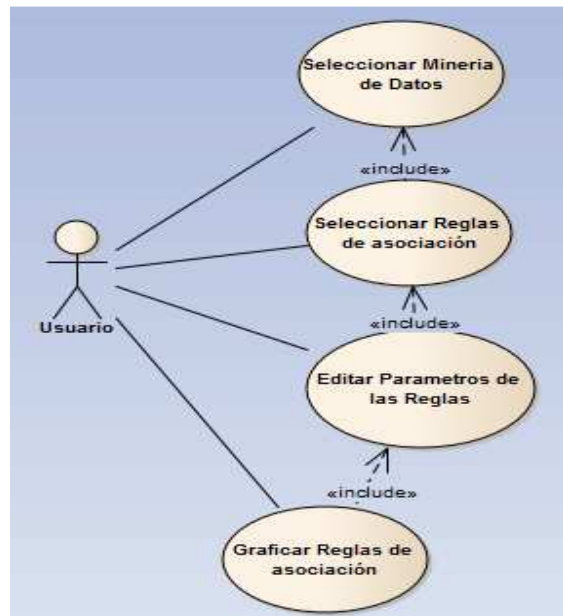 Seleccionar Mineria
de Datos
«include»
Seleccionar Reglas
de asociación
«include»
Usuario
Editar Parametros de
las Reglas
«include»
Graficar Reglas de
asociación